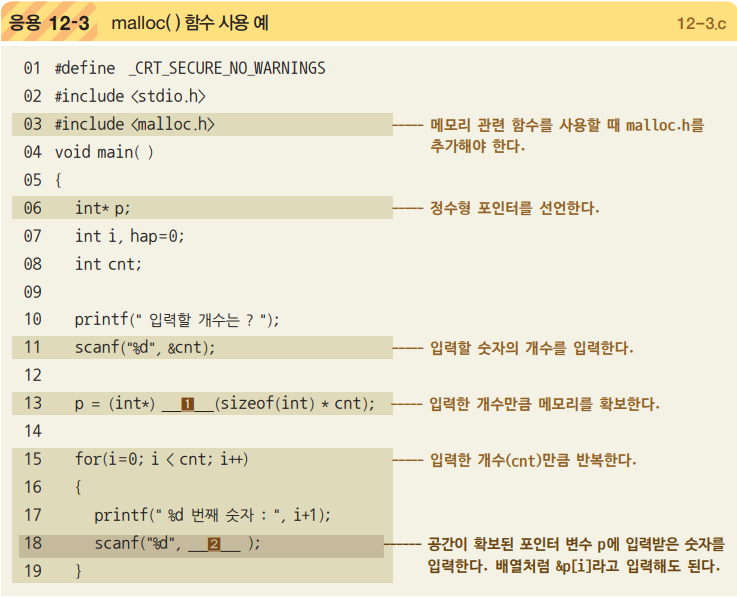 응용 12-3 malloc( ) 함수 사용 예 12-3.c
01 #define _CRT_SECURE_NO_WARNINGS
02 #include <stdio.h>
03 #include <malloc.h> 메모리 관련 함수를 사용할 때 malloc.h를
추가해야 한다.
04 void main( )
05 {
06 int* p; 정수형 포인터를 선언한다.
07 int i, hap=0;
08 int cnt;
09
10 printf(" 입력할 개수는 ? ");
11 scanf("%d", &cnt); 입력할 숫자의 개수를 입력한다.
12
13 p = (int*) __1__(sizeof(int) * cnt); 입력한 개수만큼 메모리를 확보한다.
14
15 for(i=0; i < cnt; i++) 입력한 개수(cnt)만큼 반복한다.
16 {
17 printf(" %d 번째 숫자 : ", i+1);
18 scanf("%d", __2__ ); 공간이 확보된 포인터 변수 p에 입력받은 숫자를
입력한다. 배열처럼 &p[i]라고 입력해도 된다.
19 }